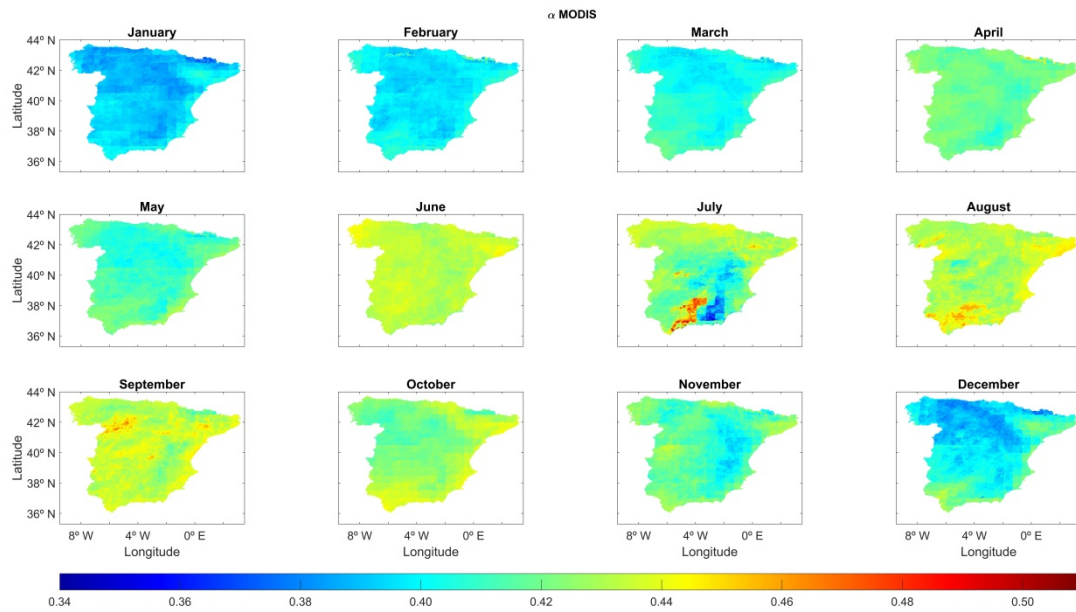 α MODIS
January February March April
44º N
42º N
40º N
38º N
36º N
Latitude
May June July August
44º N
42º N
40º N
38º N
36º N
Latitude
September October November December
44º N
42º N
40º N
38º N
36º N
Latitude
8º W 4º W 0º E 8º W 4º W 0º E 8º W 4º W 0º E 8º W 4º W 0º E
Longitude Longitude Longitude Longitude
0.34 0.36 0.38 0.40 0.42 0.44 0.46 0.48 0.50